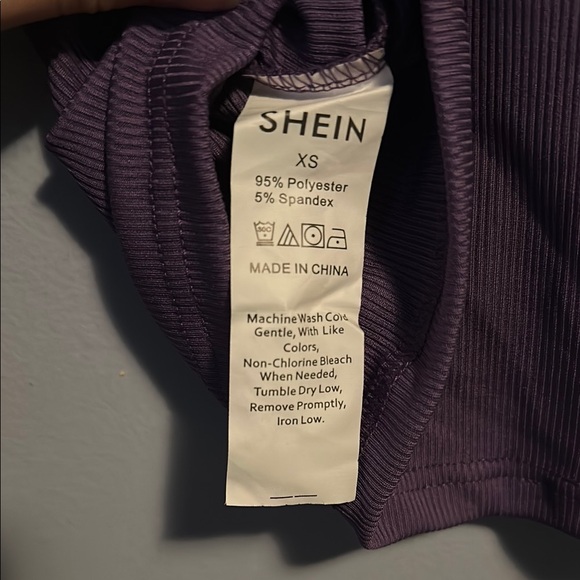 SHEIN
XS
95% Polyester
5% Spandex
MADE IN CHINA
Machine Wash Cold,
Gentle, With Like
Colors,
Non-Chlorine Bleach
When Needed,
Tumble Dry Low,
Remove Promptly,
Iron Low.